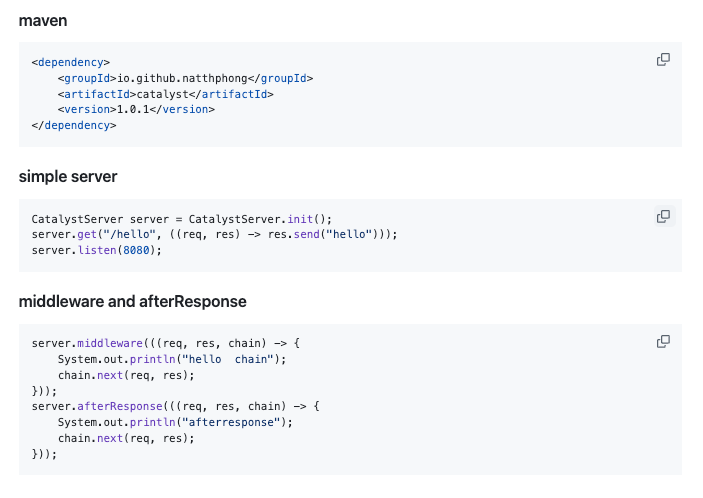 maven
<dependency>
    <groupId>io.github.natthphong</groupId>
    <artifactId>catalyst</artifactId>
    <version>1.0.1</version>
</dependency>
simple server
CatalystServer server = CatalystServer.init();
server.get("/hello", ((req, res) -> res.send("hello")));
server.listen(8080);
middleware and afterResponse
server.middleware(((req, res, chain) -> {
    System.out.println("hello  chain");
    chain.next(req, res);
}));
server.afterResponse(((req, res, chain) -> {
    System.out.println("afterresponse");
    chain.next(req, res);
}));